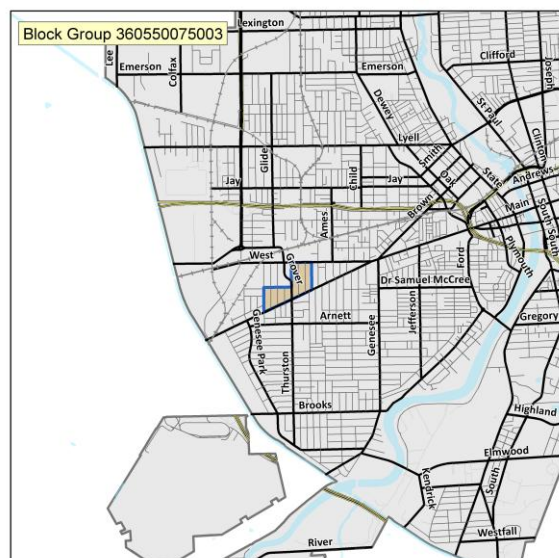 Block Group 360550075003
Lexington
Lee
Colfax
Emerson
Emerson
Clifford
Joseph
Dewey
St Paul
Clinton
Lyell
Smith
Glide
Child
Jay
Jay
Oak
State
Andrews
Brown
Main
South
South
Ames
Plymouth
West
Grover
Ford
Dr Samuel McCree
Genesee Park
Arnett
Genesee
Jefferson
Gregory
Thurston
Brooks
Highland
Elmwood
Kendrick
South
Westfall
River